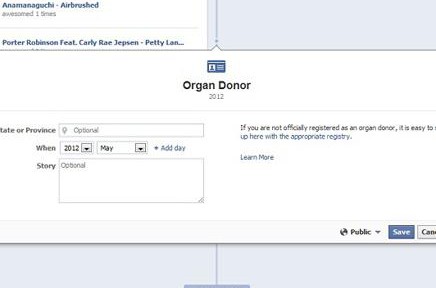 Anamanaguchi - Airbrushed
awesomed 1 times
Porter Robinson Feat. Carly Rae Jepsen - Petty Lan...
Organ Donor
2012
tate or Province
Optional
If you are not officially registered as an organ donor, it is easy to
up here with the appropriate registry.
When 2012 May + Add day
Learn More
Story Optional
Public Save Canc